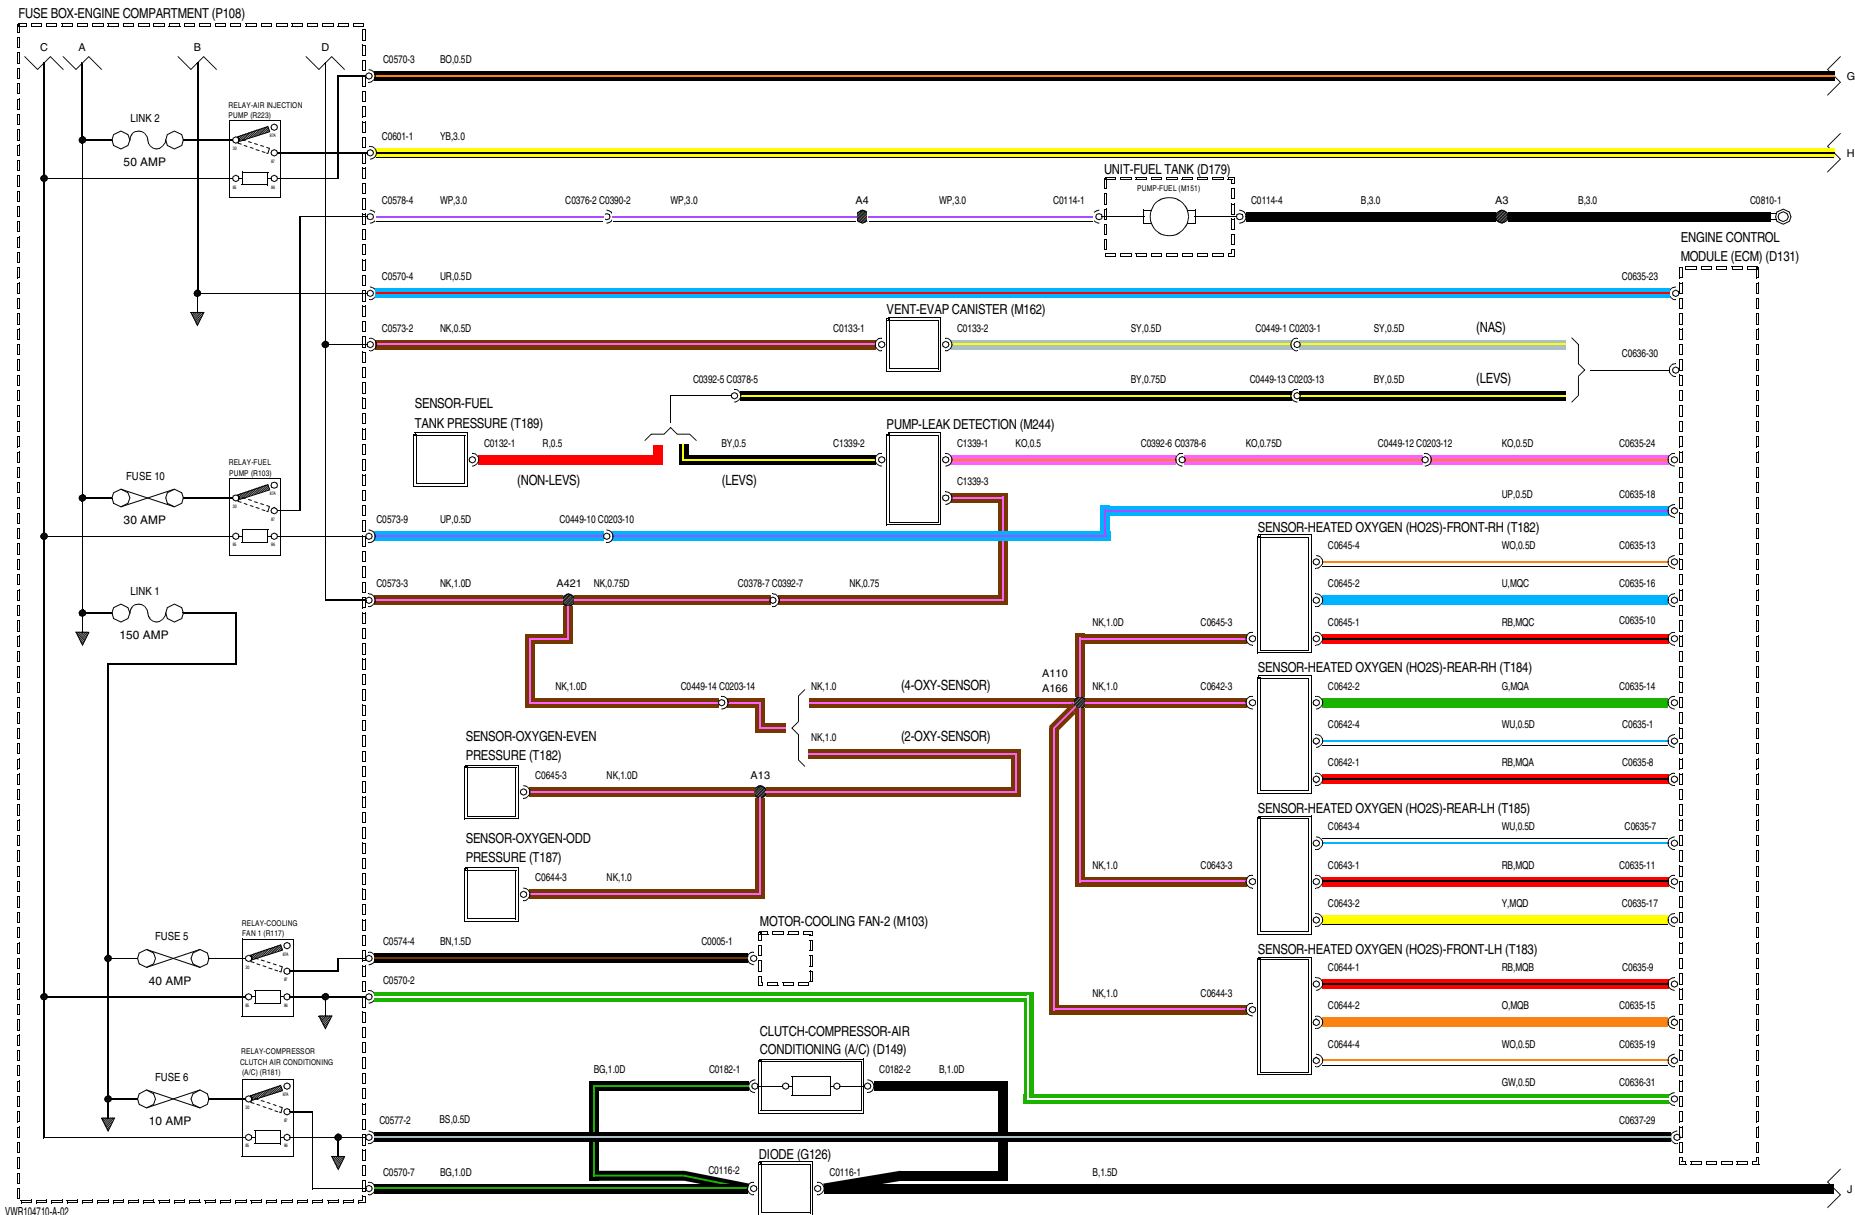 FUSE BOX-ENGINE COMPARTMENT (P108)
C A B D
C0570-3 BO,0.5D
G
RELAY-AIR INJECTION
PUMP (R223)
LINK 2
50 AMP
87A
30
87
85 86
C0601-1 YB,3.0
H
UNIT-FUEL TANK (D179)
PUMP-FUEL (M151)
C0578-4 WP,3.0 C0376-2 C0390-2 WP,3.0 A4 WP,3.0 C0114-1 C0114-4 B,3.0 A3 B,3.0 C0810-1
ENGINE CONTROL
MODULE (ECM) (D131)
C0570-4 UR,0.5D C0635-23
VENT-EVAP CANISTER (M162)
C0573-2 NK,0.5D C0133-1 C0133-2 SY,0.5D C0449-1 C0203-1 SY,0.5D (NAS)
C0636-30
C0392-5 C0378-5 BY,0.75D C0449-13 C0203-13 BY,0.5D (LEVS)
SENSOR-FUEL
TANK PRESSURE (T189)
PUMP-LEAK DETECTION (M244)
C0132-1 R,0.5 BY,0.5 C1339-2 C1339-1 KO,0.5 C0392-6 C0378-6 KO,0.75D C0449-12 C0203-12 KO,0.5D C0635-24
(NON-LEVS) (LEVS) C1339-3
RELAY-FUEL
PUMP (R103)
FUSE 10
30 AMP
87A
30
87
85 86
UP,0.5D C0635-18
C0573-9 UP,0.5D C0449-10 C0203-10
SENSOR-HEATED OXYGEN (HO2S)-FRONT-RH (T182)
C0645-4 WO,0.5D C0635-13
C0573-3 NK,1.0D A421 NK,0.75D C0378-7 C0392-7 NK,0.75
C0645-2 U,MQC C0635-16
LINK 1
150 AMP
NK,1.0D C0645-3 C0645-1 RB,MQC C0635-10
SENSOR-HEATED OXYGEN (HO2S)-REAR-RH (T184)
A110
A166
NK,1.0D C0449-14 C0203-14 NK,1.0 (4-OXY-SENSOR) NK,1.0 C0642-3 C0642-2 G,MQA C0635-14
C0642-4 WU,0.5D C0635-1
NK,1.0 (2-OXY-SENSOR)
SENSOR-OXYGEN-EVEN
PRESSURE (T182)
C0642-1 RB,MQA C0635-8
C0645-3 NK,1.0D A13
SENSOR-HEATED OXYGEN (HO2S)-REAR-LH (T185)
C0643-4 WU,0.5D C0635-7
SENSOR-OXYGEN-ODD
PRESSURE (T187)
NK,1.0 C0643-3 C0643-1 RB,MQD C0635-11
C0644-3 NK,1.0
C0643-2 Y,MQD C0635-17
RELAY-COOLING
FAN 1 (R117)
MOTOR-COOLING FAN-2 (M103)
FUSE 5
40 AMP
87A
30
87
85 86
C0574-4 BN,1.5D C0005-1
SENSOR-HEATED OXYGEN (HO2S)-FRONT-LH (T183)
C0644-1 RB,MQB C0635-9
C0570-2
NK,1.0 C0644-3 C0644-2 O,MQB C0635-15
CLUTCH-COMPRESSOR-AIR
CONDITIONING (A/C) (D149)
C0644-4 WO,0.5D C0635-19
RELAY-COMPRESSOR
CLUTCH AIR CONDITIONING
(A/C) (R181)
FUSE 6
10 AMP
87A
30
87
85 86
BG,1.0D C0182-1 C0182-2 B,1.0D
GW,0.5D C0636-31
C0577-2 BS,0.5D C0637-29
DIODE (G126)
C0570-7 BG,1.0D C0116-2 C0116-1 B,1.5D
J
VWR104710-A-02